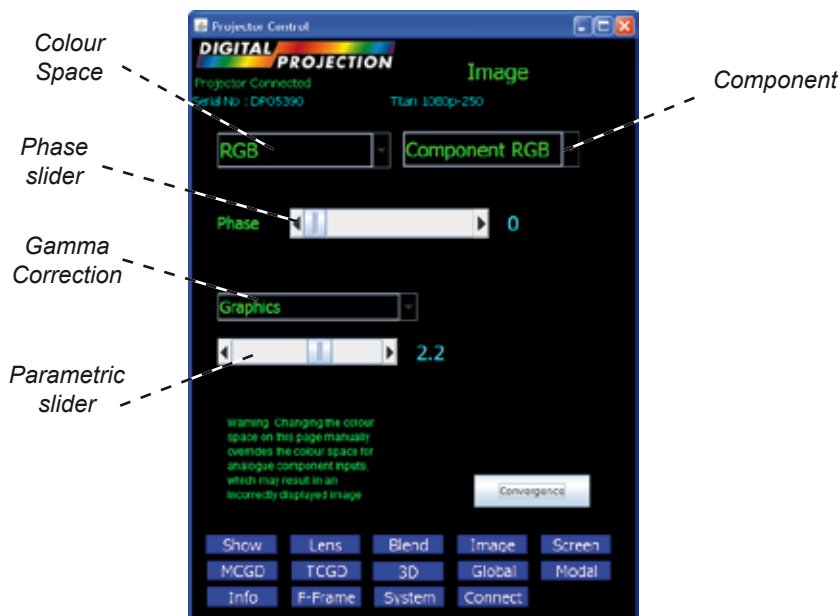 Projector Control
Colour
Space
DIGITAL
PROJECTION
Image
Projector Connected
Serial No : DP05390
Titan 1080p-250
Component
RGB
Component RGB
Phase
slider
Phase
0
Gamma
Correction
Graphics
2.2
Parametric
slider
Warning. Changing the colour
space on this page manually
overrides the colour space for
analogue component inputs,
which may result in an
incorrectly displayed image
Convergence
Show Lens Blend Image Screen
MCGD TCGD 3D Global Modal
Info F-Frame System Connect